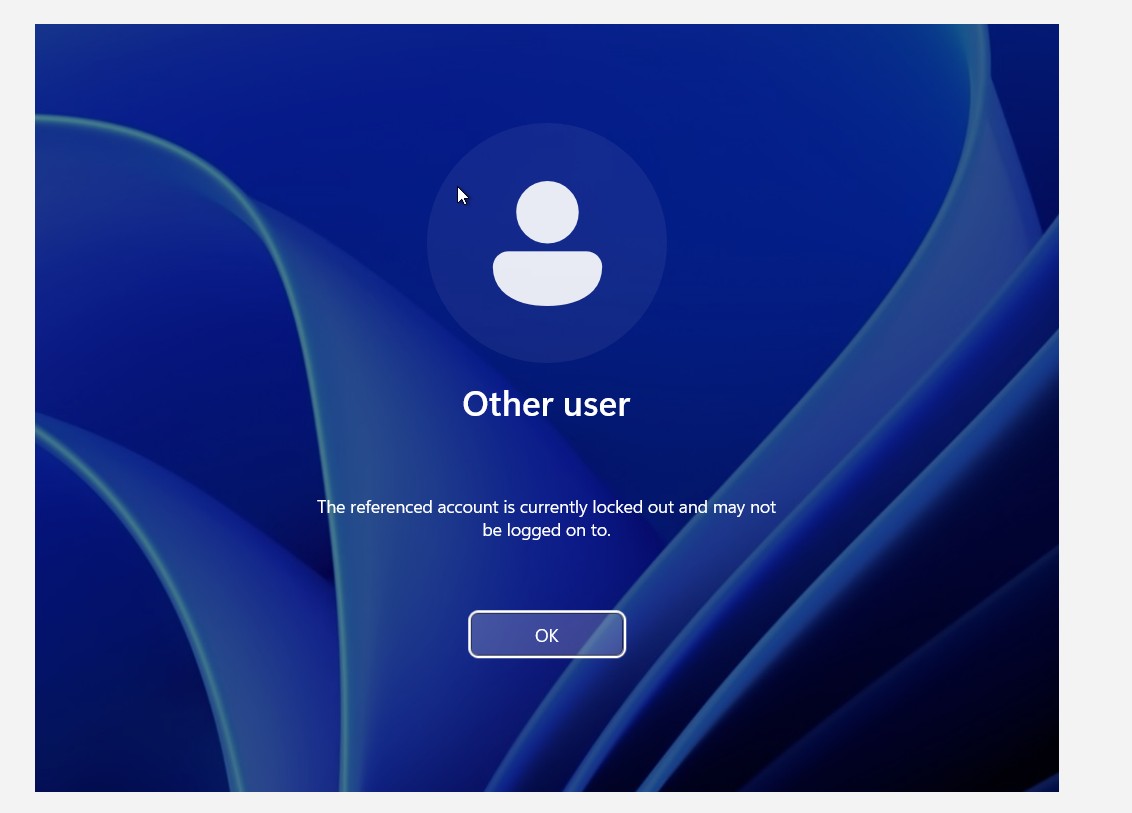 Other user
The referenced account is currently locked out and may not
be logged on to.
OK